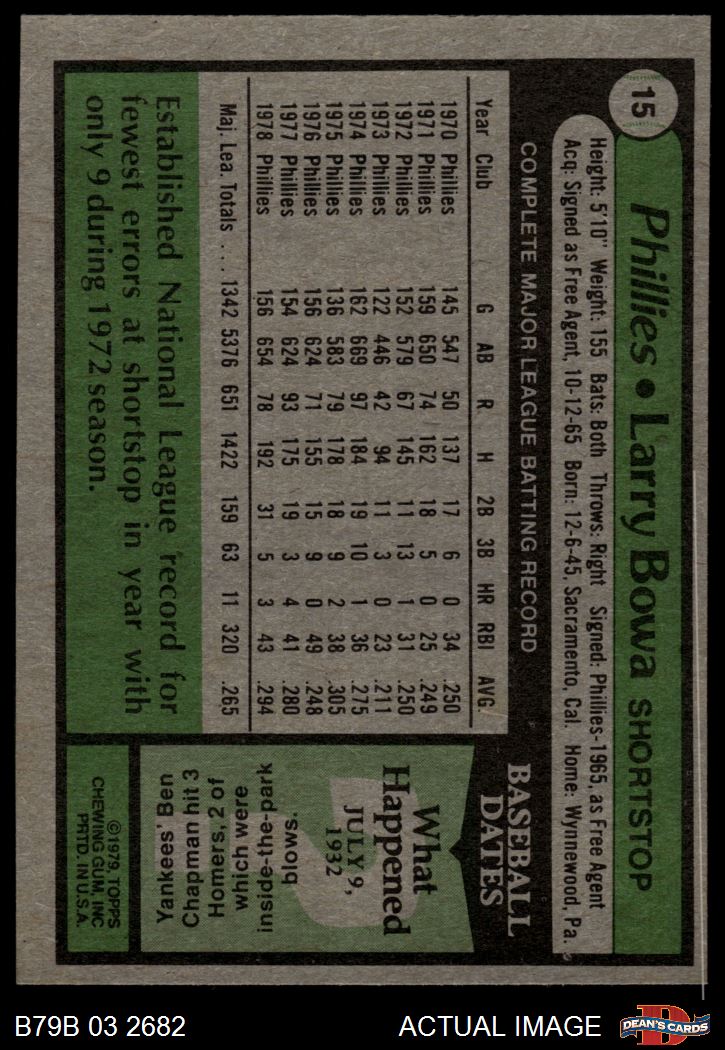 15
Phillies • Larry Bowa SHORTSTOP
Height: 5'10" Weight: 155 Bats: Both Throws: Right Signed: Phillies-1965, as Free Agent
Acq: Signed as Free Agent, 10-12-65 Born: 12-6-45, Sacramento, Cal. Home: Wynnewood, Pa.
COMPLETE MAJOR LEAGUE BATTING RECORD
Year Club G AB R H 2B 3B HR RBI AVG.
1970 Phillies 145 547 50 137 17 6 0 34 .250
1971 Phillies 159 650 74 162 18 5 0 25 .249
1972 Phillies 152 579 67 145 11 13 1 31 .250
1973 Phillies 122 446 42 94 11 3 0 23 .211
1974 Phillies 162 669 97 184 19 10 1 36 .275
1975 Phillies 136 583 79 178 18 9 2 38 .305
1976 Phillies 156 624 71 155 15 9 0 49 .248
1977 Phillies 154 624 93 175 19 3 4 41 .280
1978 Phillies 156 654 78 192 31 5 3 43 .294
Maj. Lea. Totals . . . 1342 5376 651 1422 159 63 11 320 .265
Established National League record for
fewest errors at shortstop in year with
only 9 during 1972 season.
BASEBALL
DATES
What
Happened
JULY 9,
1932
Yankees' Ben
Chapman hit 3
Homers, 2 of
which were
inside-the-park
blows.
©1979, TOPPS
CHEWING GUM, INC
PRTD. IN U.S.A.
B79B 03 2682 ACTUAL IMAGE
DEAN'S CARDS